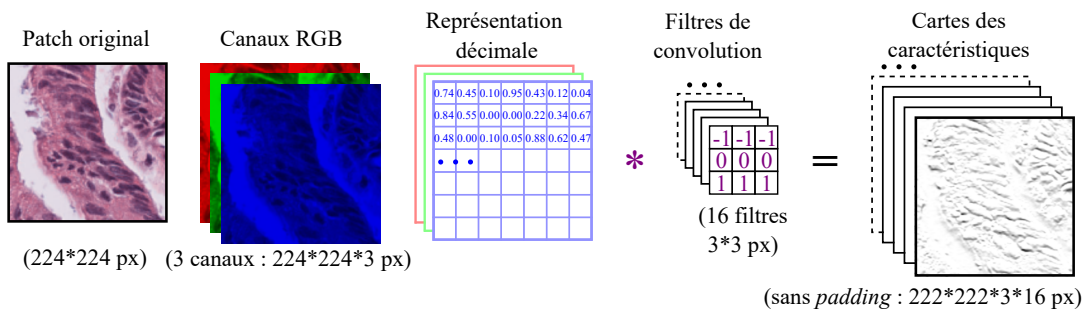 Patch original
Canaux RGB
Représentation
décimale
Filtres de
convolution
Cartes des
caractéristiques
0.74 0.45 0.10 0.95 0.43 0.12 0.04
0.84 0.55 0.00 0.00 0.22 0.34 0.67
0.48 0.00 0.10 0.05 0.88 0.62 0.47
• • •
*
• • •
-1 -1 -1
0 0 0
1 1 1
=
• • •
(224*224 px)
(3 canaux : 224*224*3 px)
(16 filtres
3*3 px)
(sans padding : 222*222*3*16 px)